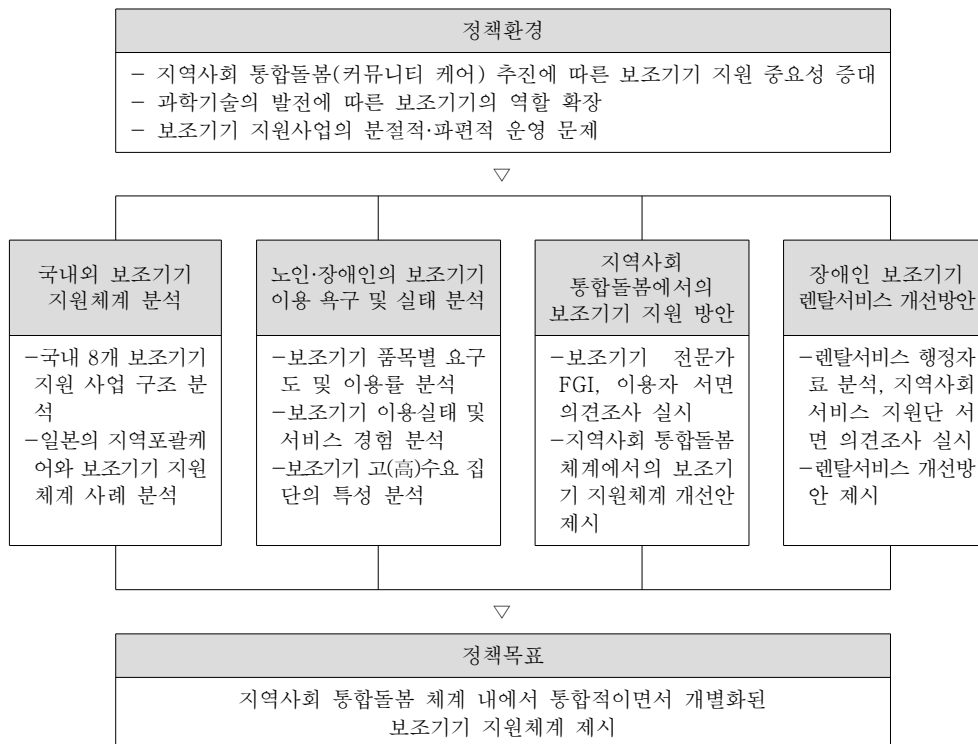 정책환경
- 지역사회 통합돌봄(커뮤니티 케어) 추진에 따른 보조기기 지원 중요성 증대
- 과학기술의 발전에 따른 보조기기의 역할 확장
- 보조기기 지원사업의 분절적·파편적 운영 문제
▽
국내외 보조기기
지원체계 분석
-국내 8개 보조기기
지원 사업 구조 분
석
-일본의 지역포괄케
어와 보조기기 지원
체계 사례 분석
노인·장애인의 보조기기
이용 욕구 및 실태 분석
-보조기기 품목별 요구
도 및 이용률 분석
-보조기기 이용실태 및
서비스 경험 분석
-보조기기 고(高)수요 집
단의 특성 분석
지역사회
통합돌봄에서의
보조기기 지원 방안
-보조기기 전문가
FGI, 이용자 서면
의견조사 실시
-지역사회 통합돌봄
체계에서의 보조기
기 지원체계 개선안
제시
장애인 보조기기
렌탈서비스 개선방안
-렌탈서비스 행정자
료 분석, 지역사회
서비스 지원단 서
면 의견조사 실시
-렌탈서비스 개선방
안 제시
▽
정책목표
지역사회 통합돌봄 체계 내에서 통합적이면서 개별화된
보조기기 지원체계 제시